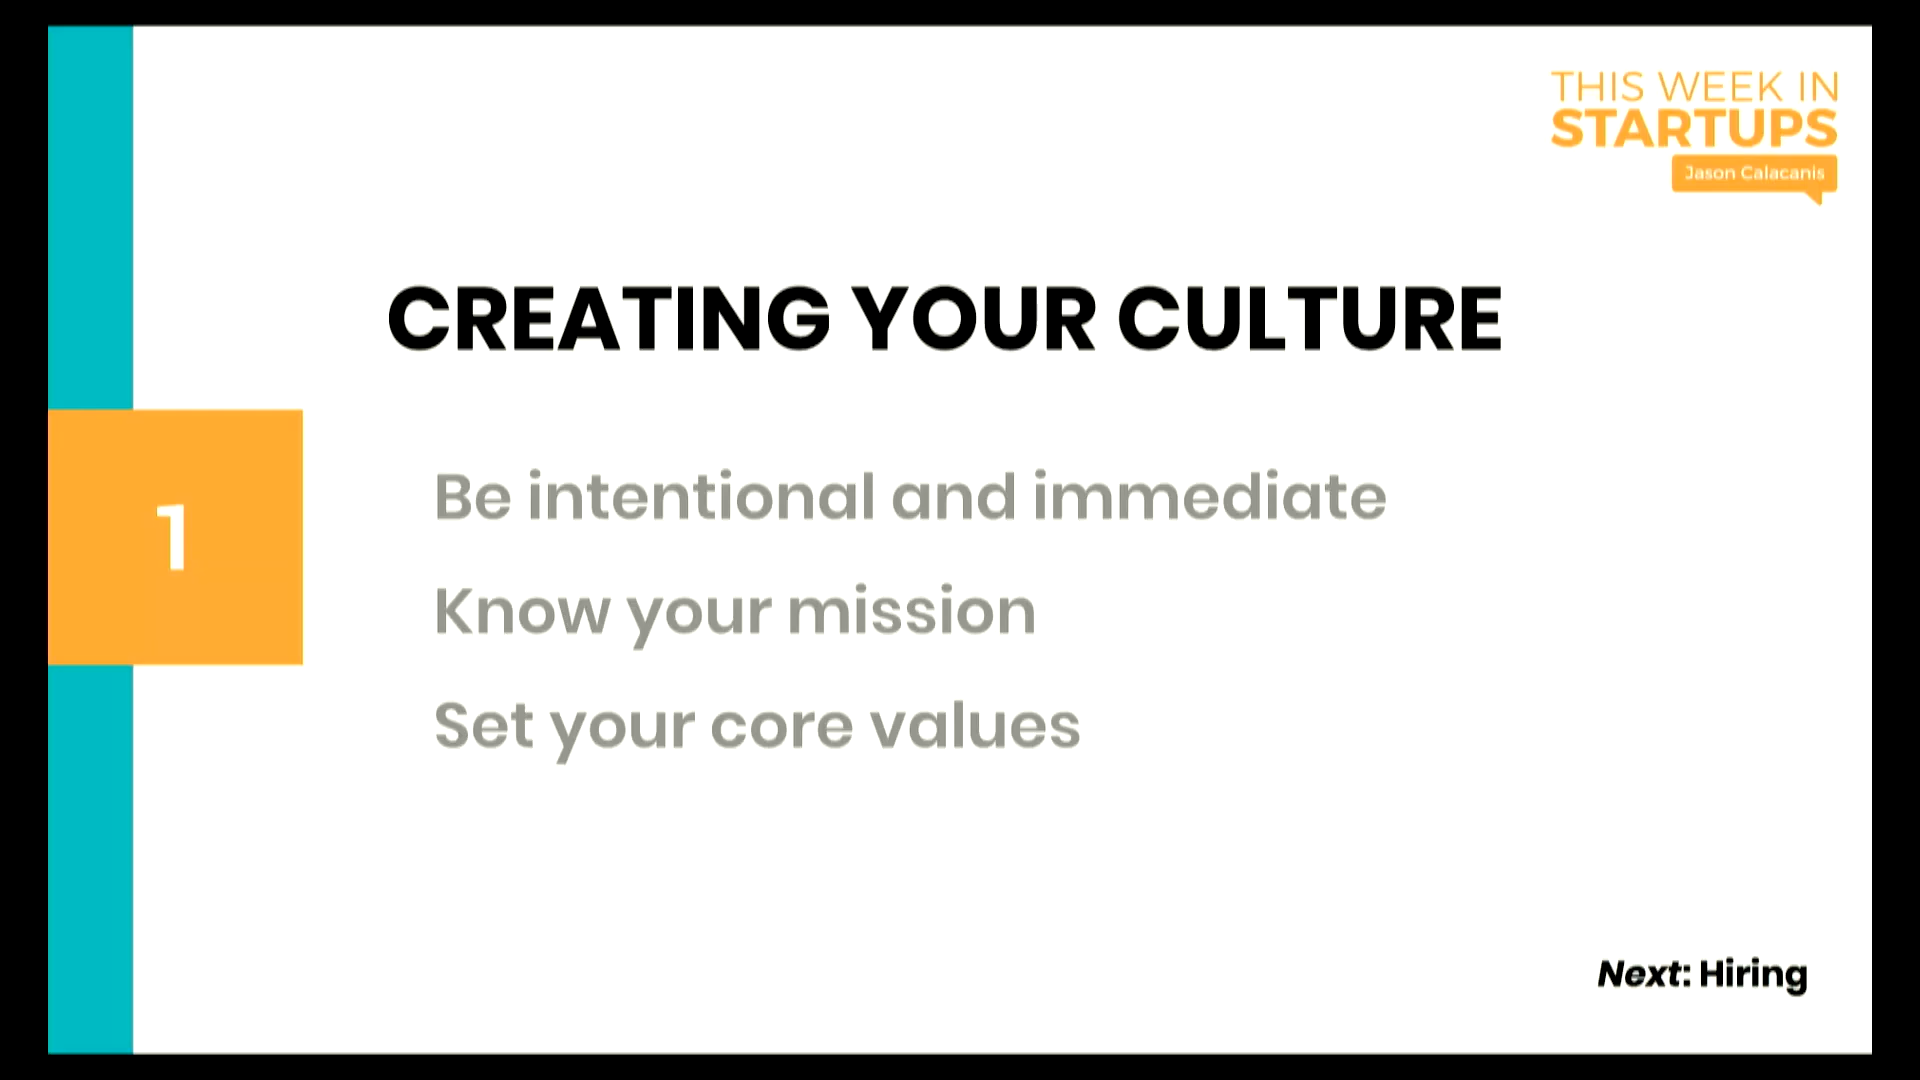 THIS WEEK IN
STARTUPS
Jason Calacanis
CREATING YOUR CULTURE
1
Be intentional and immediate
Know your mission
Set your core values
Next: Hiring